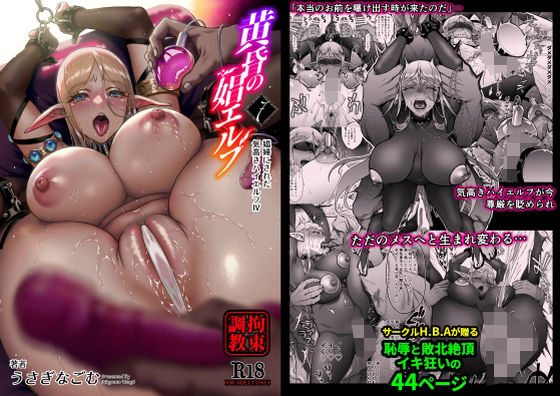 黄昏の
娼エルフ
娼婦にされた
気高きハイエルフⅣ
拘束
調教
R18
FOR ADULT ONLY
著者
うさぎなごむ
Presented by
「本当のお前を曝け出す時が来たのだ」
気高きハイエルフが今
尊厳を貶められ
ただのメスへと生まれ変わる…
サークルH.B.Aが贈る
恥辱と敗北絶頂
イキ狂いの
44ページ